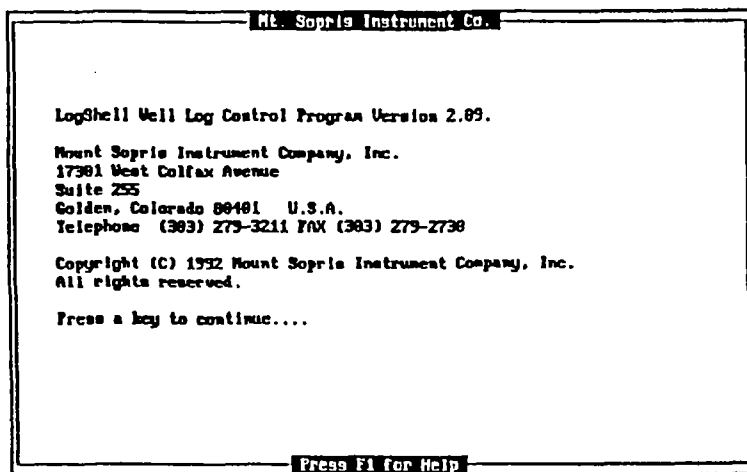 Mt. Sopris Instrument Co.
LogShell Well Log Control Program Version 2.09.
Mount Sopris Instrument Company, Inc.
17301 West Colfax Avenue
Suite 255
Golden, Colorado 80401 U.S.A.
Telephone (303) 279-3211 FAX (303) 279-2730
Copyright (C) 1992 Mount Sopris Instrument Company, Inc.
All rights reserved.
Press a key to continue....
Press F1 for Help